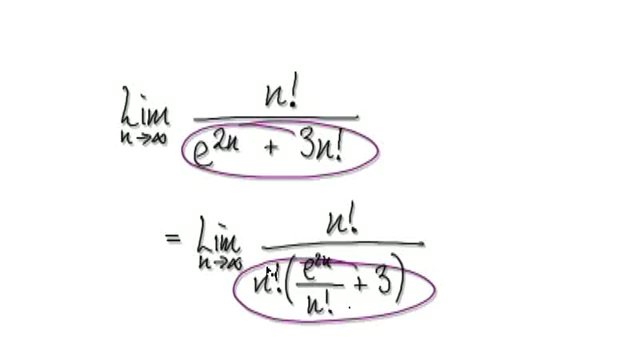 lim n→∞ n! / (e^{2n} + 3n!)
= lim n→∞ n! / (n! (e^{2n} / n! + 3))